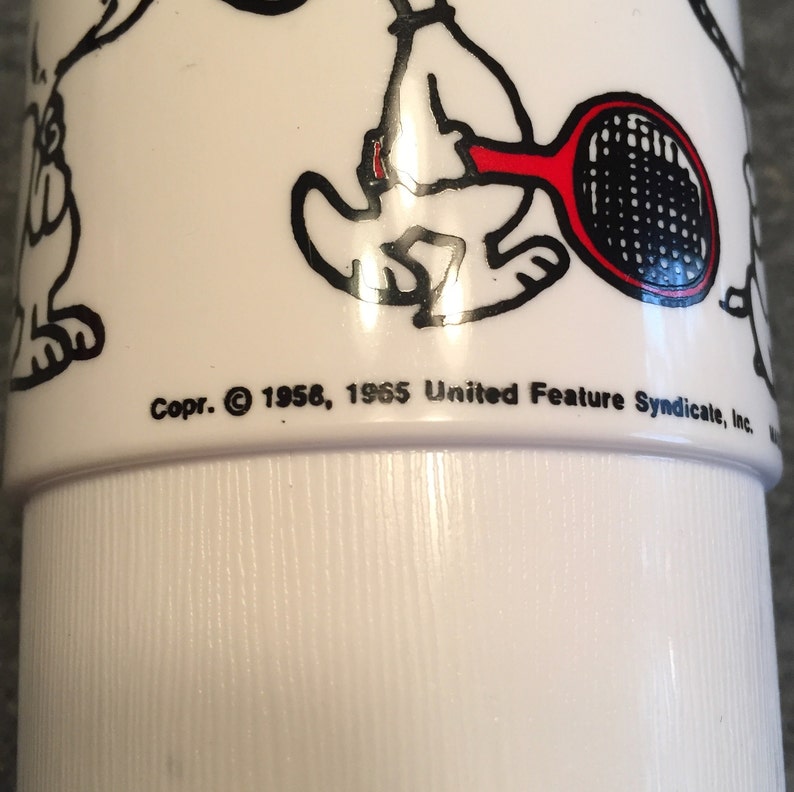 Copr. © 1958, 1965 United Feature Syndicate, Inc.